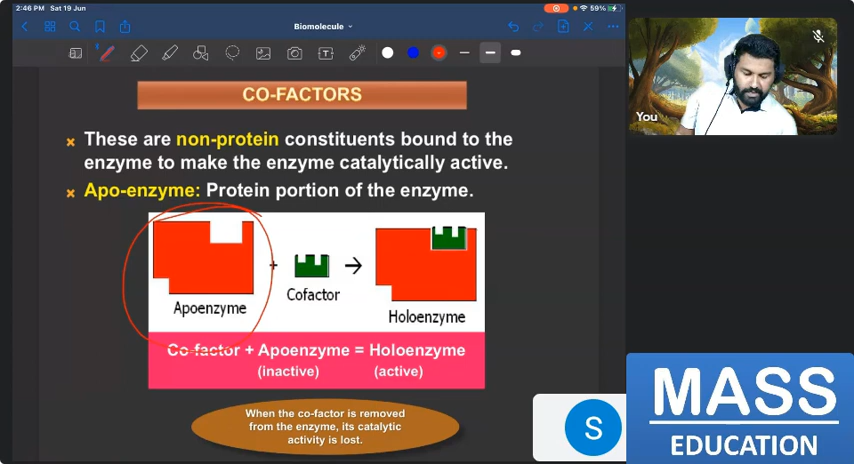 2:46 PM Sat 19 Jun
59%
Biomolecule
CO-FACTORS
These are non-protein constituents bound to the
enzyme to make the enzyme catalytically active.
Apo-enzyme: Protein portion of the enzyme.
+
→
Apoenzyme
Cofactor
Holoenzyme
Co-factor + Apoenzyme = Holoenzyme
(inactive) (active)
When the co-factor is removed
from the enzyme, its catalytic
activity is lost.
You
S
MASS
EDUCATION